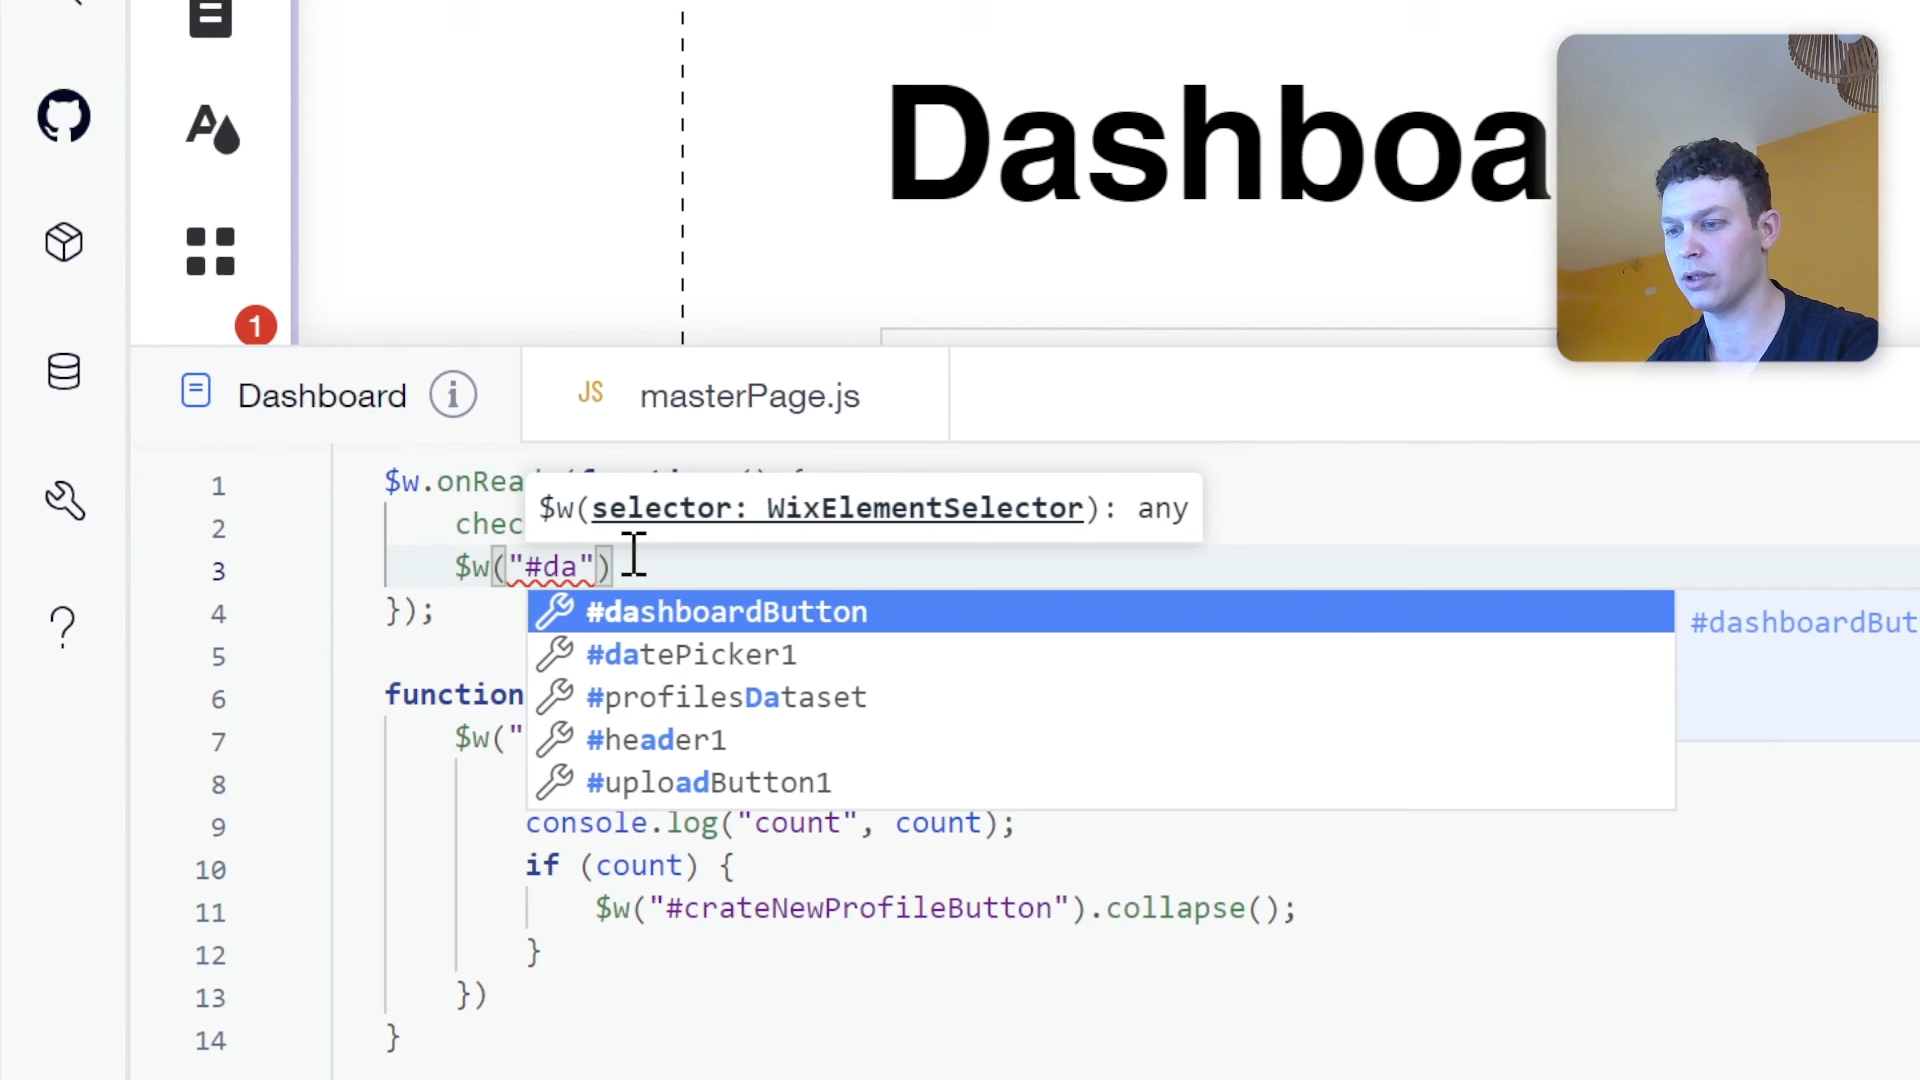 Dashboa
1
Dashboard
JS masterPage.js
1 $w.onRea
$w(selector: WixElementSelector): any
2 chec
3 $w("#da")
#dashboardButton
#dashboardBut
#datePicker1
#profilesDataset
#header1
#uploadButton1
4 });
5
6 function
7 $w("
8
9 console.log("count", count);
10 if (count) {
11 $w("#crateNewProfileButton").collapse();
12 }
13 })
14 }